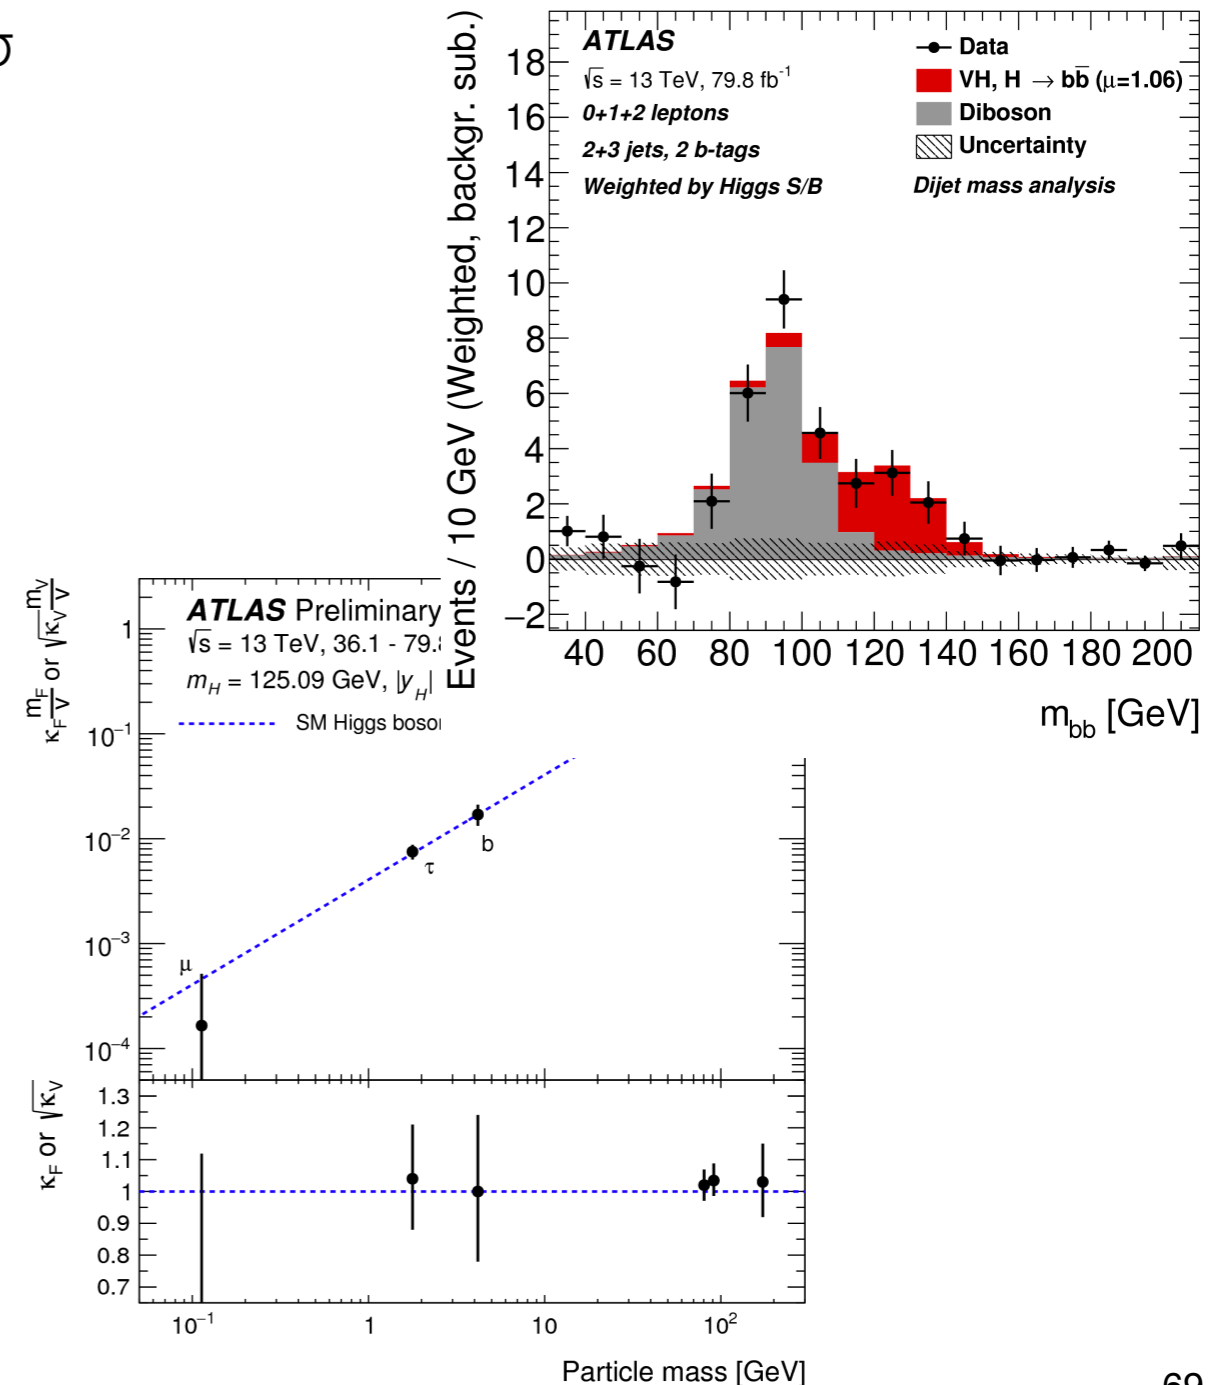 σ
Events / 10 GeV (Weighted, backgr. sub.)
18
16
14
12
10
8
6
4
2
0
−2
ATLAS
√s = 13 TeV, 79.8 fb⁻¹
0+1+2 leptons
2+3 jets, 2 b-tags
Weighted by Higgs S/B
Data
VH, H → bb̅ (μ=1.06)
Diboson
Uncertainty
Dijet mass analysis
40 60 80 100 120 140 160 180 200
m_bb [GeV]
κ_F m_F/v or √κ_V m_V/v
1
10⁻¹
10⁻²
10⁻³
10⁻⁴
ATLAS Preliminary
√s = 13 TeV, 36.1 - 79.8
m_H = 125.09 GeV, |y_H|
SM Higgs boson
μ
τ
b
κ_F or √κ_V
1.3
1.2
1.1
1
0.9
0.8
0.7
10⁻¹ 1 10 10²
Particle mass [GeV]
69